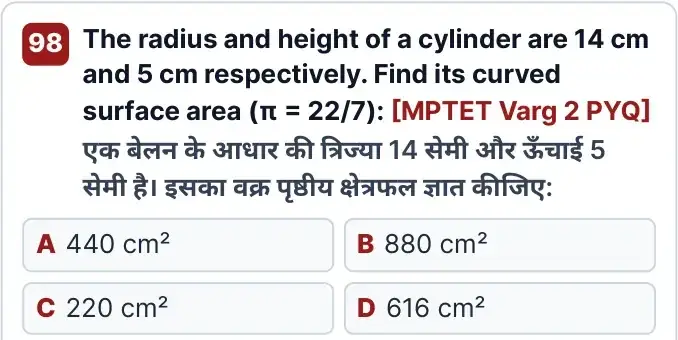 98 The radius and height of a cylinder are 14 cm
and 5 cm respectively. Find its curved
surface area (π = 22/7): [MPTET Varg 2 PYQ]
एक बेलन के आधार की त्रिज्या 14 सेमी और ऊँचाई 5
सेमी है। इसका वक्र पृष्ठीय क्षेत्रफल ज्ञात कीजिए:
A 440 cm² B 880 cm²
C 220 cm² D 616 cm²